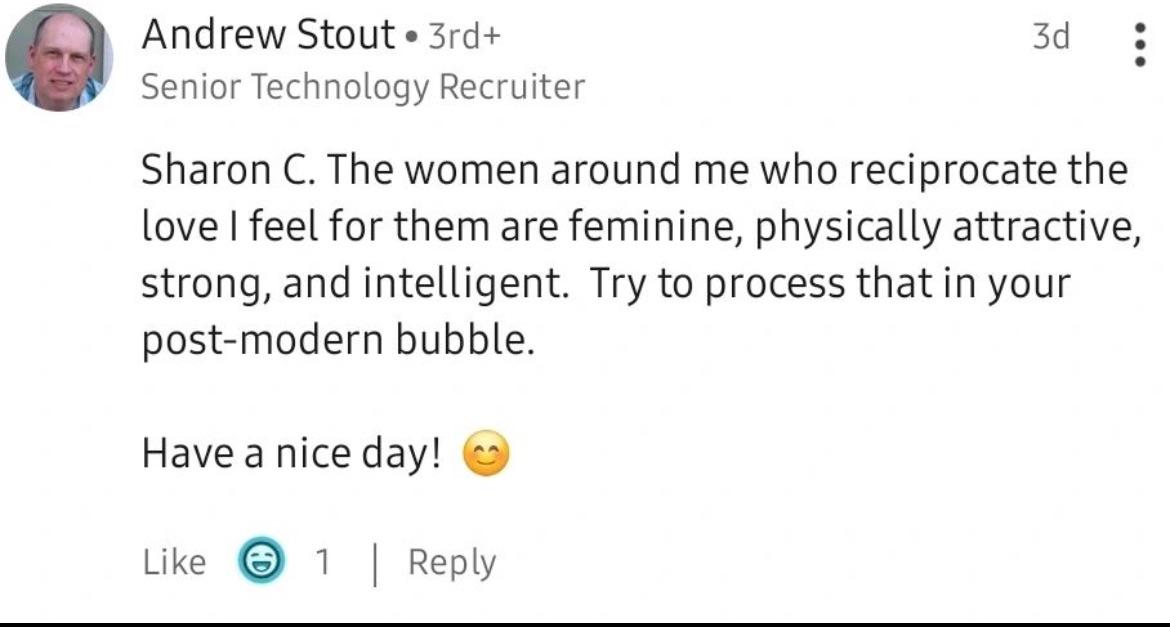 Andrew Stout • 3rd+ 3d
Senior Technology Recruiter
Sharon C. The women around me who reciprocate the
love I feel for them are feminine, physically attractive,
strong, and intelligent.  Try to process that in your
post-modern bubble.
Have a nice day! 😊
Like 1 | Reply